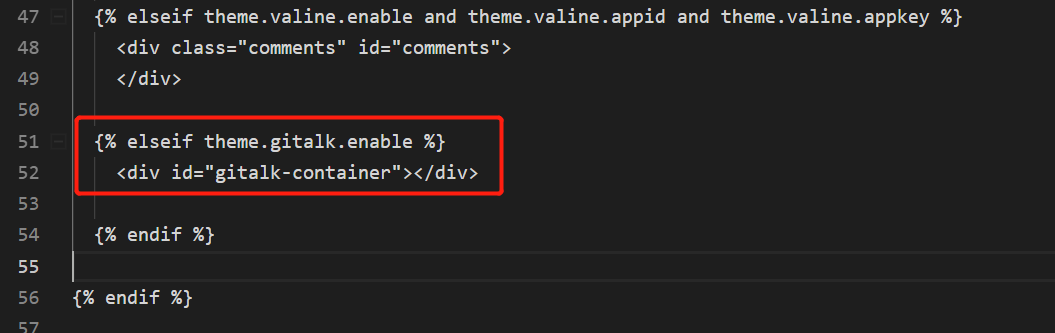 47 {% elseif theme.valine.enable and theme.valine.appid and theme.valine.appkey %}
48 <div class="comments" id="comments">
49 </div>
50
51 {% elseif theme.gitalk.enable %}
52 <div id="gitalk-container"></div>
53
54 {% endif %}
55
56 {% endif %}
57